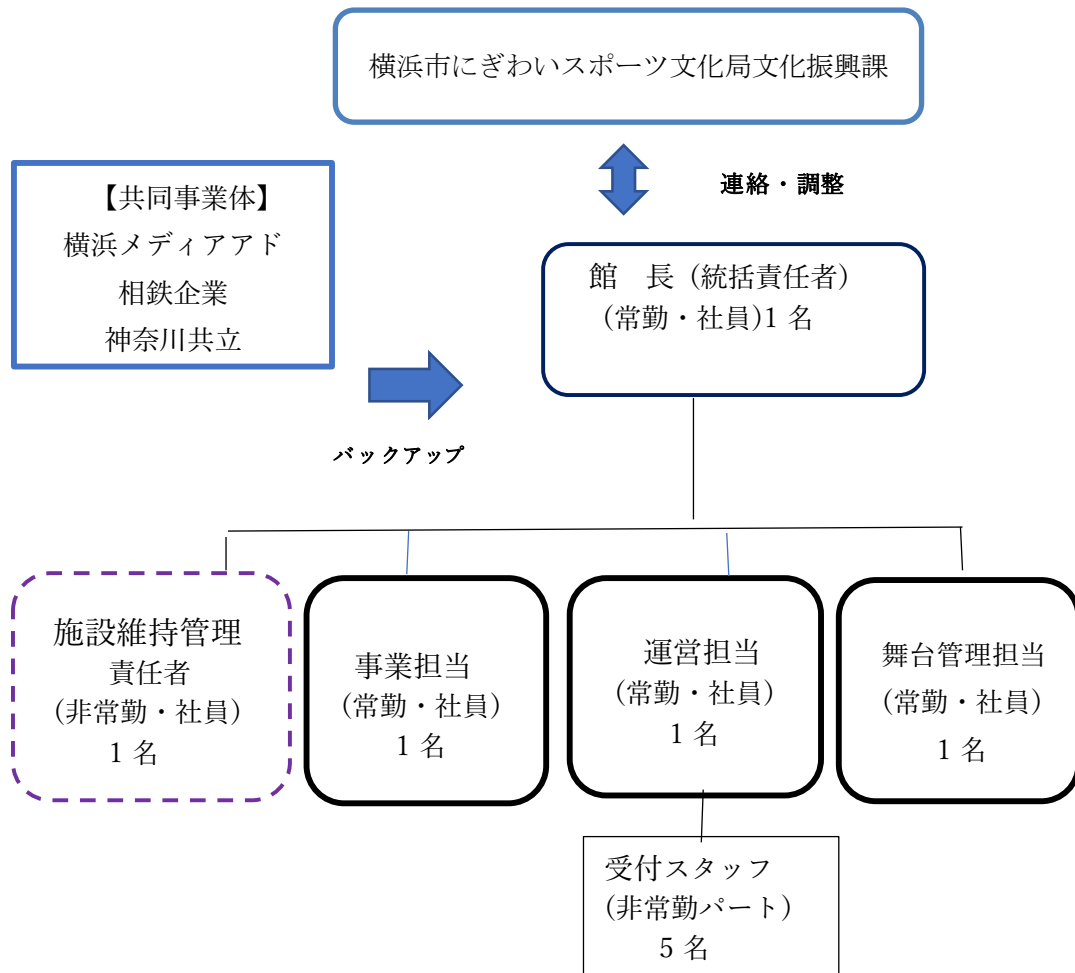 横浜市にぎわいスポーツ文化局文化振興課
連絡・調整
【共同事業体】
横浜メディアアド
相鉄企業
神奈川共立
館　長（統括責任者）
(常勤・社員)1 名
バックアップ
施設維持管理
責任者
(非常勤・社員)
1 名
事業担当
(常勤・社員)
1 名
運営担当
(常勤・社員)
1 名
舞台管理担当
(常勤・社員)
1 名
受付スタッフ
(非常勤パート)
5 名